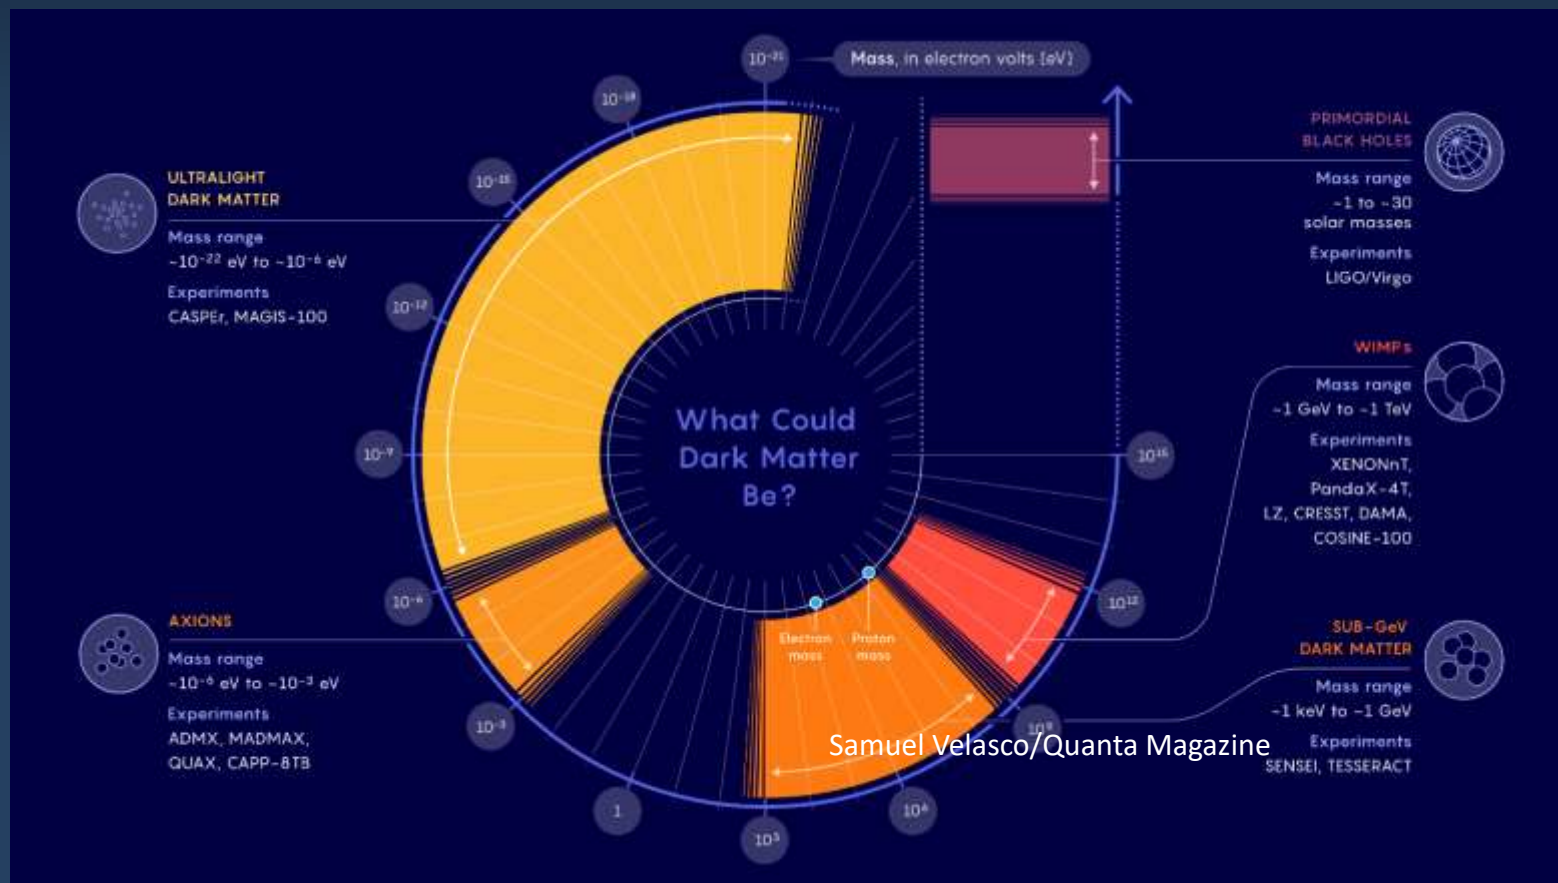 10⁻²¹
Mass, in electron volts [eV]
10⁻¹⁸
10⁻¹⁵
10⁻¹²
10⁻⁹
10⁻⁶
10⁻³
1
10³
10⁶
10⁹
10¹²
10¹⁵
ULTRALIGHT
DARK MATTER
Mass range
~10⁻²² eV to ~10⁻⁶ eV
Experiments
CASPEr, MAGIS-100
AXIONS
Mass range
~10⁻⁶ eV to ~10⁻³ eV
Experiments
ADMX, MADMAX,
QUAX, CAPP-8TB
What Could
Dark Matter
Be?
Electron
mass
Proton
mass
PRIMORDIAL
BLACK HOLES
Mass range
~1 to ~30
solar masses
Experiments
LIGO/Virgo
WIMPs
Mass range
~1 GeV to ~1 TeV
Experiments
XENONnT,
PandaX-4T,
LZ, CRESST, DAMA,
COSINE-100
SUB-GeV
DARK MATTER
Mass range
~1 keV to ~1 GeV
Experiments
SENSEI, TESSERACT
Samuel Velasco/Quanta Magazine